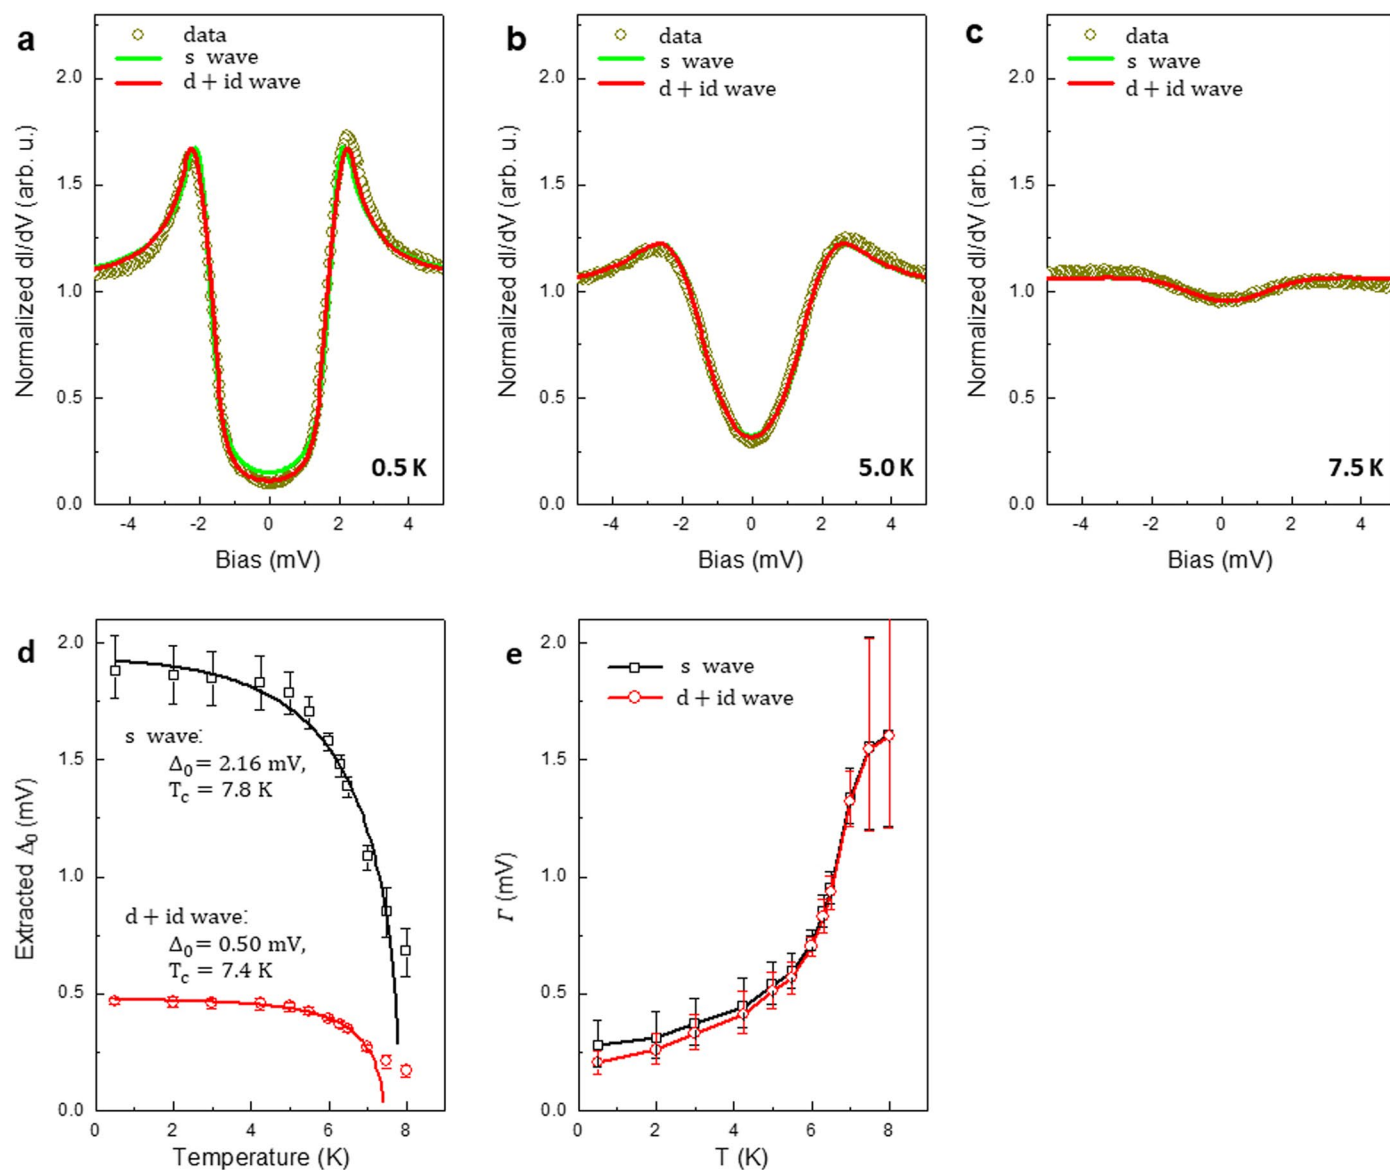 a
data
s wave
d + id wave
2.0
1.5
1.0
0.5
0.0
Normalized dI/dV (arb. u.)
0.5 K
-4 -2 0 2 4
Bias (mV)
b
data
s wave
d + id wave
2.0
1.5
1.0
0.5
0.0
Normalized dI/dV (arb. u.)
5.0 K
-4 -2 0 2 4
Bias (mV)
c
data
s wave
d + id wave
2.0
1.5
1.0
0.5
0.0
Normalized dI/dV (arb. u.)
7.5 K
-4 -2 0 2 4
Bias (mV)
d
2.0
1.5
1.0
0.5
0.0
Extracted Δ₀ (mV)
s wave:
Δ₀ = 2.16 mV,
T꜀ = 7.8 K
d + id wave:
Δ₀ = 0.50 mV,
T꜀ = 7.4 K
0 2 4 6 8
Temperature (K)
e
s wave
d + id wave
2.0
1.5
1.0
0.5
0.0
Γ (mV)
0 2 4 6 8
T (K)